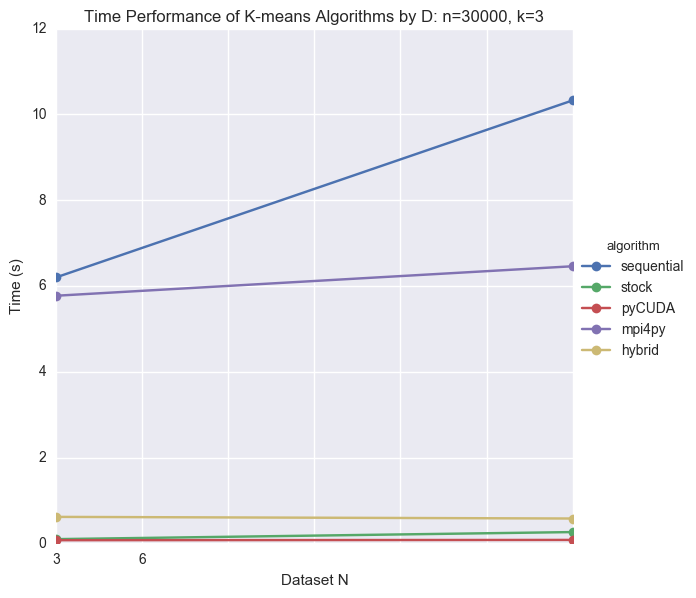 Time Performance of K-means Algorithms by D: n=30000, k=3
12
10
8
6
4
2
0
Time (s)
3 6
Dataset N
algorithm
sequential
stock
pyCUDA
mpi4py
hybrid